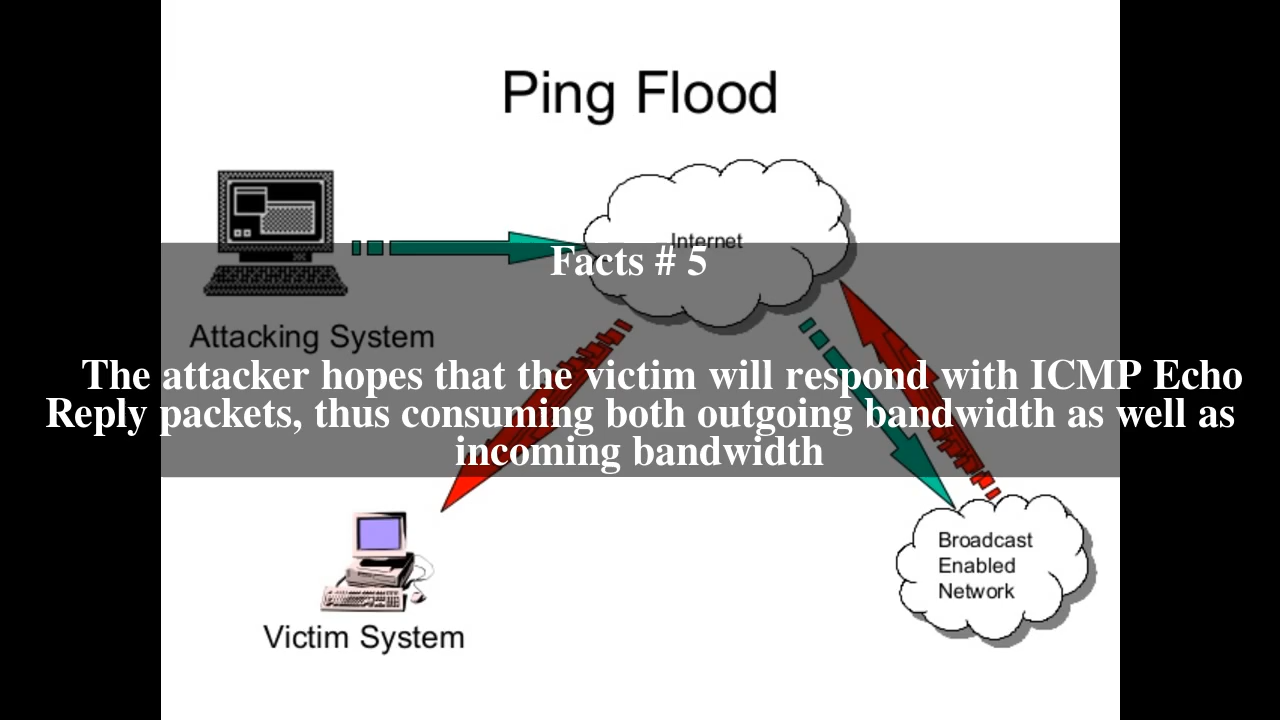 Ping Flood
Internet
Facts # 5
Attacking System
The attacker hopes that the victim will respond with ICMP Echo
Reply packets, thus consuming both outgoing bandwidth as well as
incoming bandwidth
Broadcast
Enabled
Network
Victim System